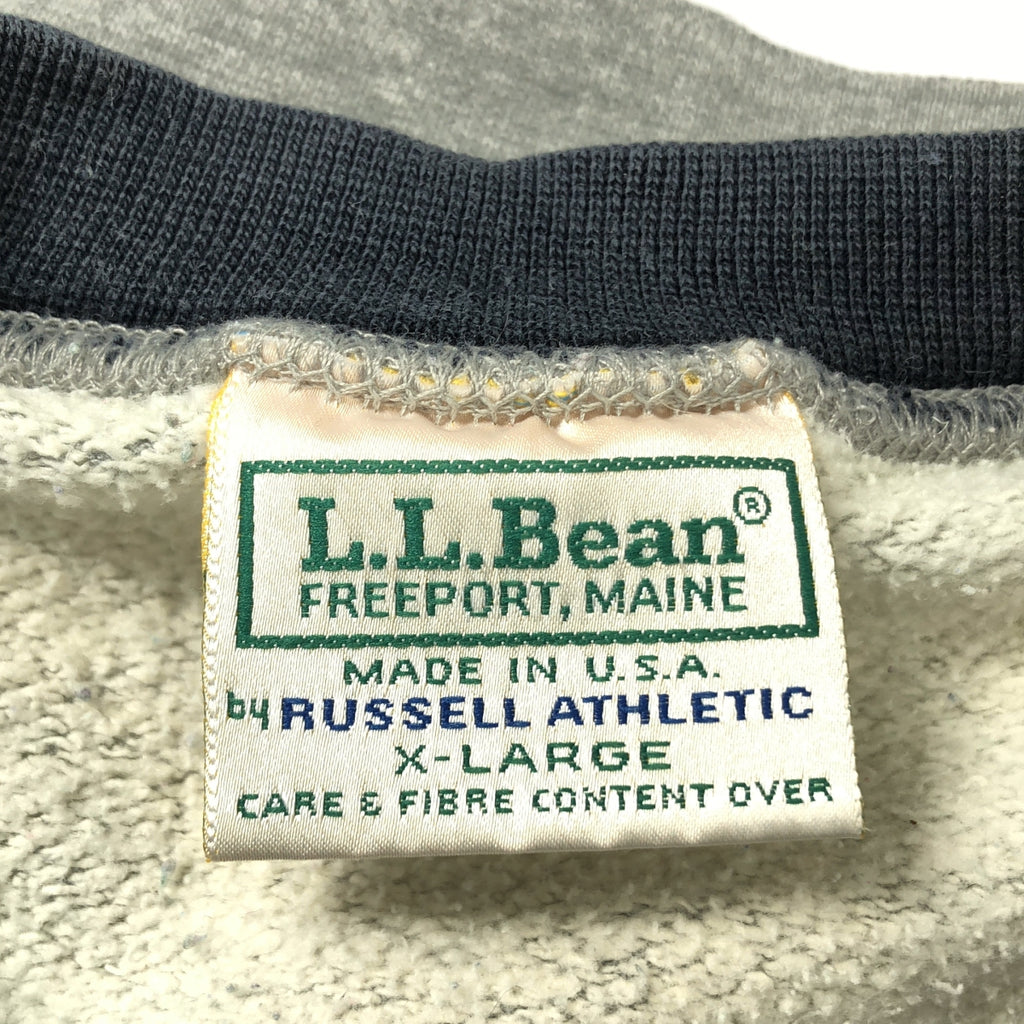 L.L.Bean®
FREEPORT, MAINE
MADE IN U.S.A.
by RUSSELL ATHLETIC
X-LARGE
CARE & FIBRE CONTENT OVER